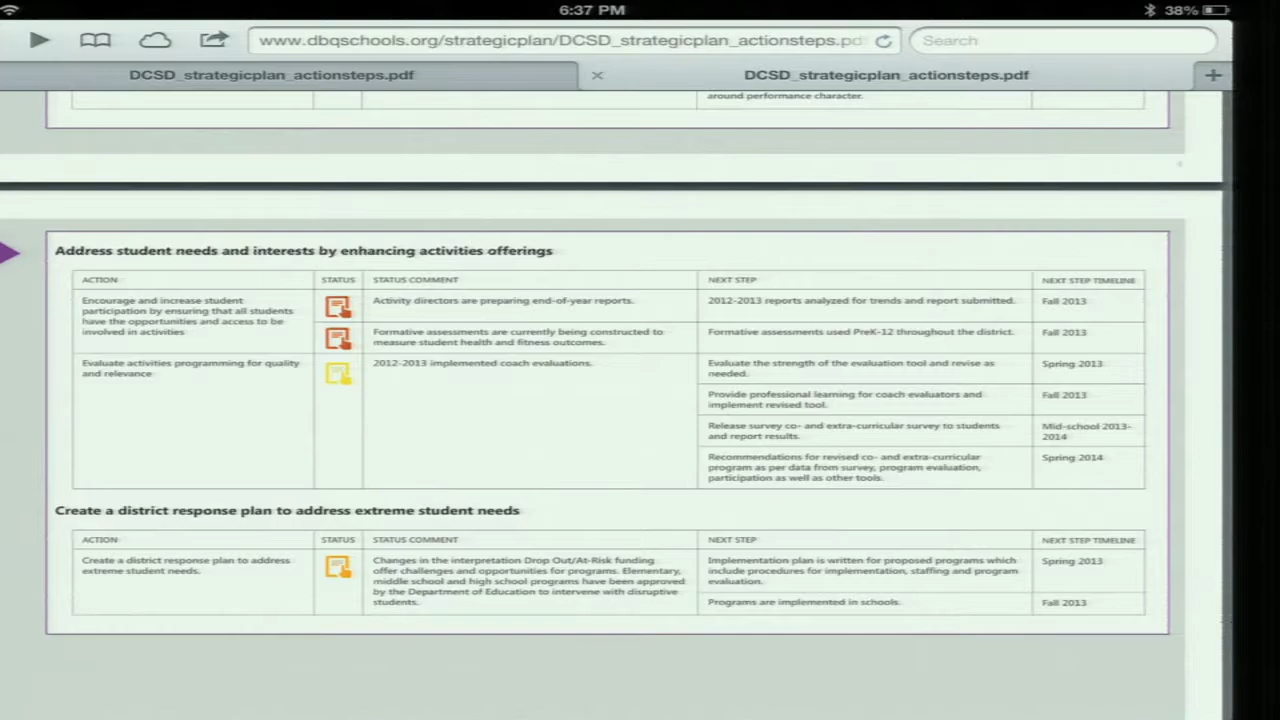 6:37 PM
38%
www.dbqschools.org/strategicplan/DCSD_strategicplan_actionsteps.pd
Search
DCSD_strategicplan_actionsteps.pdf
DCSD_strategicplan_actionsteps.pdf
around performance character.
Address student needs and interests by enhancing activities offerings
ACTION STATUS STATUS COMMENT NEXT STEP NEXT STEP TIMELINE
Encourage and increase student
participation by ensuring that all students
have the opportunities and access to be
involved in activities
Activity directors are preparing end-of-year reports.
2012-2013 reports analyzed for trends and report submitted.
Fall 2013
Formative assessments are currently being constructed to
measure student health and fitness outcomes.
Formative assessments used PreK-12 throughout the district.
Fall 2013
Evaluate activities programming for quality
and relevance
2012-2013 implemented coach evaluations.
Evaluate the strength of the evaluation tool and revise as
needed.
Spring 2013
Provide professional learning for coach evaluators and
implement revised tool.
Fall 2013
Release survey co- and extra-curricular survey to students
and report results.
Mid-school 2013-
2014
Recommendations for revised co- and extra-curricular
program as per data from survey, program evaluation,
participation as well as other tools.
Spring 2014
Create a district response plan to address extreme student needs
ACTION STATUS STATUS COMMENT NEXT STEP NEXT STEP TIMELINE
Create a district response plan to address
extreme student needs.
Changes in the interpretation Drop Out/At-Risk funding
offer challenges and opportunities for programs. Elementary,
middle school and high school programs have been approved
by the Department of Education to intervene with disruptive
students.
Implementation plan is written for proposed programs which
include procedures for implementation, staffing and program
evaluation.
Spring 2013
Programs are implemented in schools.
Fall 2013